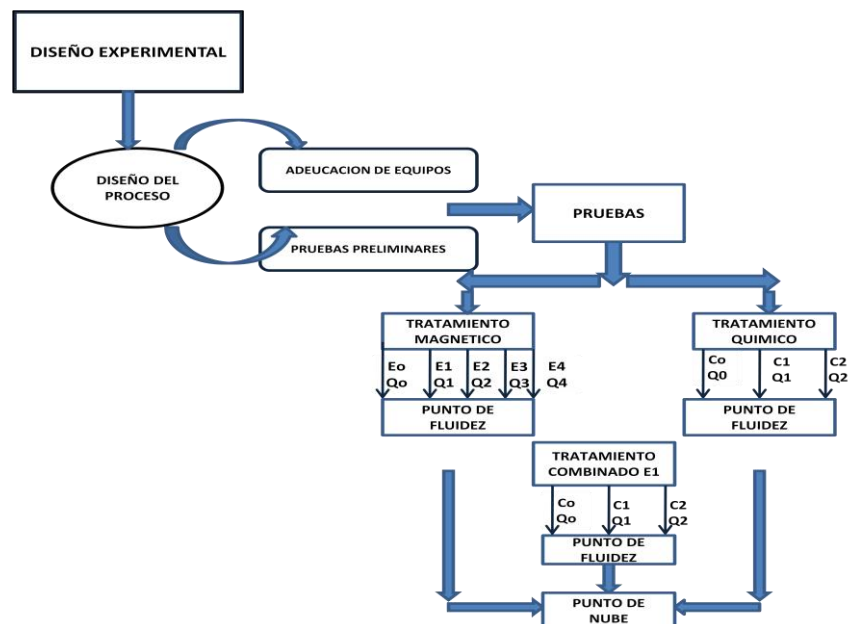 DISEÑO EXPERIMENTAL
DISEÑO DEL
PROCESO
ADEUCACION DE EQUIPOS
PRUEBAS PRELIMINARES
PRUEBAS
TRATAMIENTO
MAGNETICO
Eo E1 E2 E3 E4
Qo Q1 Q2 Q3 Q4
PUNTO DE
FLUIDEZ
TRATAMIENTO
QUIMICO
Co C1 C2
Q0 Q1 Q2
PUNTO DE
FLUIDEZ
TRATAMIENTO
COMBINADO E1
Co C1 C2
Qo Q1 Q2
PUNTO DE
FLUIDEZ
PUNTO DE
NUBE